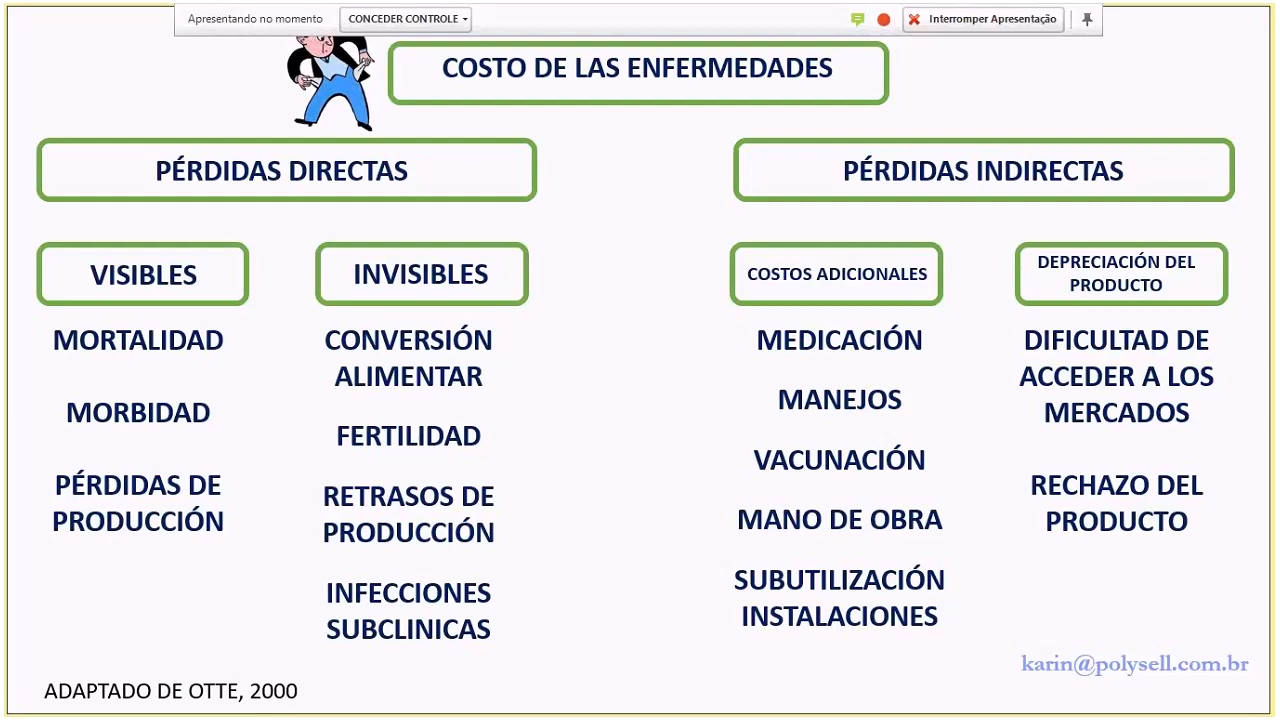 Apresentando no momento
CONCEDER CONTROLE
Interromper Apresentação
COSTO DE LAS ENFERMEDADES
PÉRDIDAS DIRECTAS
PÉRDIDAS INDIRECTAS
VISIBLES
MORTALIDAD
MORBIDAD
PÉRDIDAS DE
PRODUCCIÓN
INVISIBLES
CONVERSIÓN
ALIMENTAR
FERTILIDAD
RETRASOS DE
PRODUCCIÓN
INFECCIONES
SUBCLINICAS
COSTOS ADICIONALES
MEDICACIÓN
MANEJOS
VACUNACIÓN
MANO DE OBRA
SUBUTILIZACIÓN
INSTALACIONES
DEPRECIACIÓN DEL
PRODUCTO
DIFICULTAD DE
ACCEDER A LOS
MERCADOS
RECHAZO DEL
PRODUCTO
karin@polysell.com.br
ADAPTADO DE OTTE, 2000